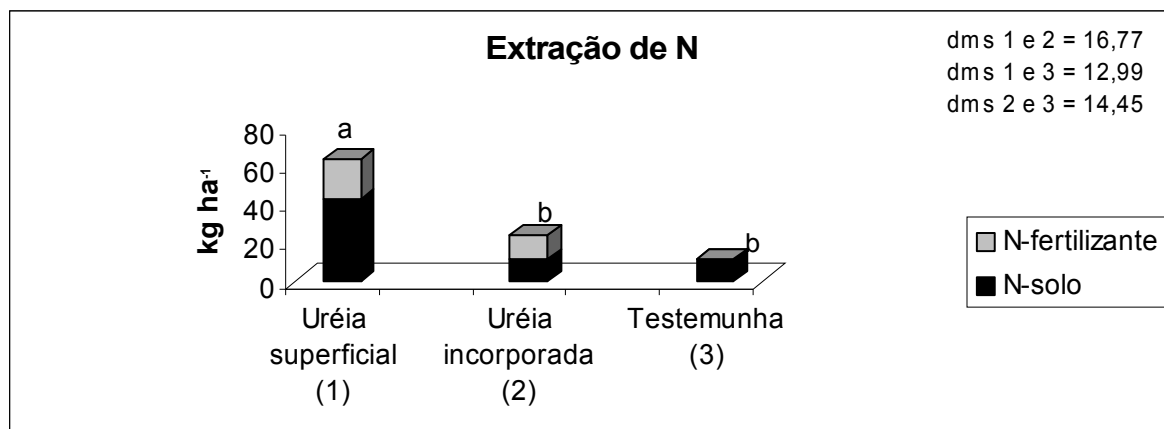 Extração de N
dms 1 e 2 = 16,77
dms 1 e 3 = 12,99
dms 2 e 3 = 14,45
kg ha⁻¹
80
60
40
20
0
a
b
b
Uréia superficial (1)
Uréia incorporada (2)
Testemunha (3)
N-fertilizante
N-solo